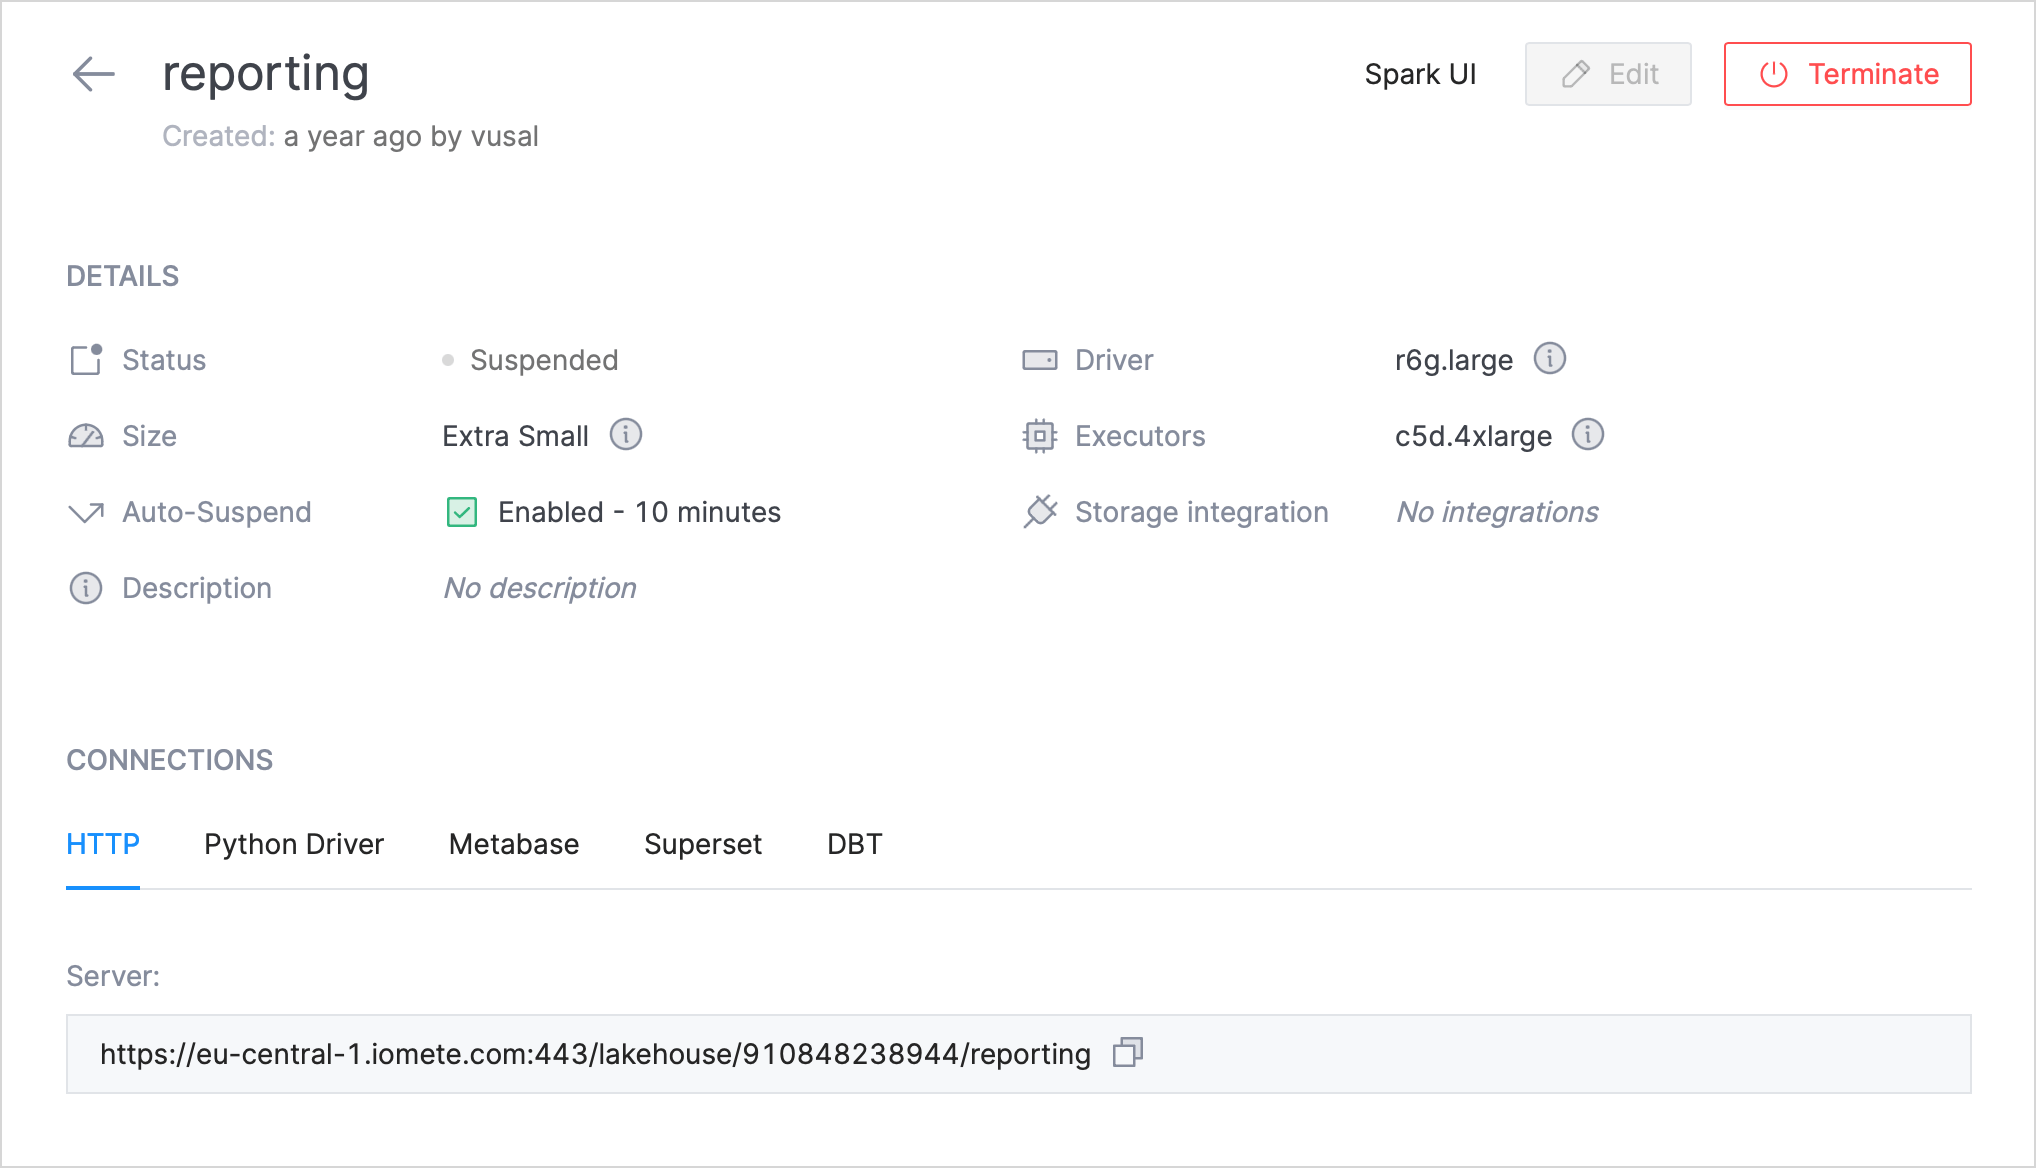 reporting
Spark UI
Edit
Terminate
Created: a year ago by vusal
DETAILS
Status
Suspended
Driver
r6g.large
Size
Extra Small
Executors
c5d.4xlarge
Auto-Suspend
Enabled - 10 minutes
Storage integration
No integrations
Description
No description
CONNECTIONS
HTTP
Python Driver
Metabase
Superset
DBT
Server:
https://eu-central-1.iomete.com:443/lakehouse/910848238944/reporting